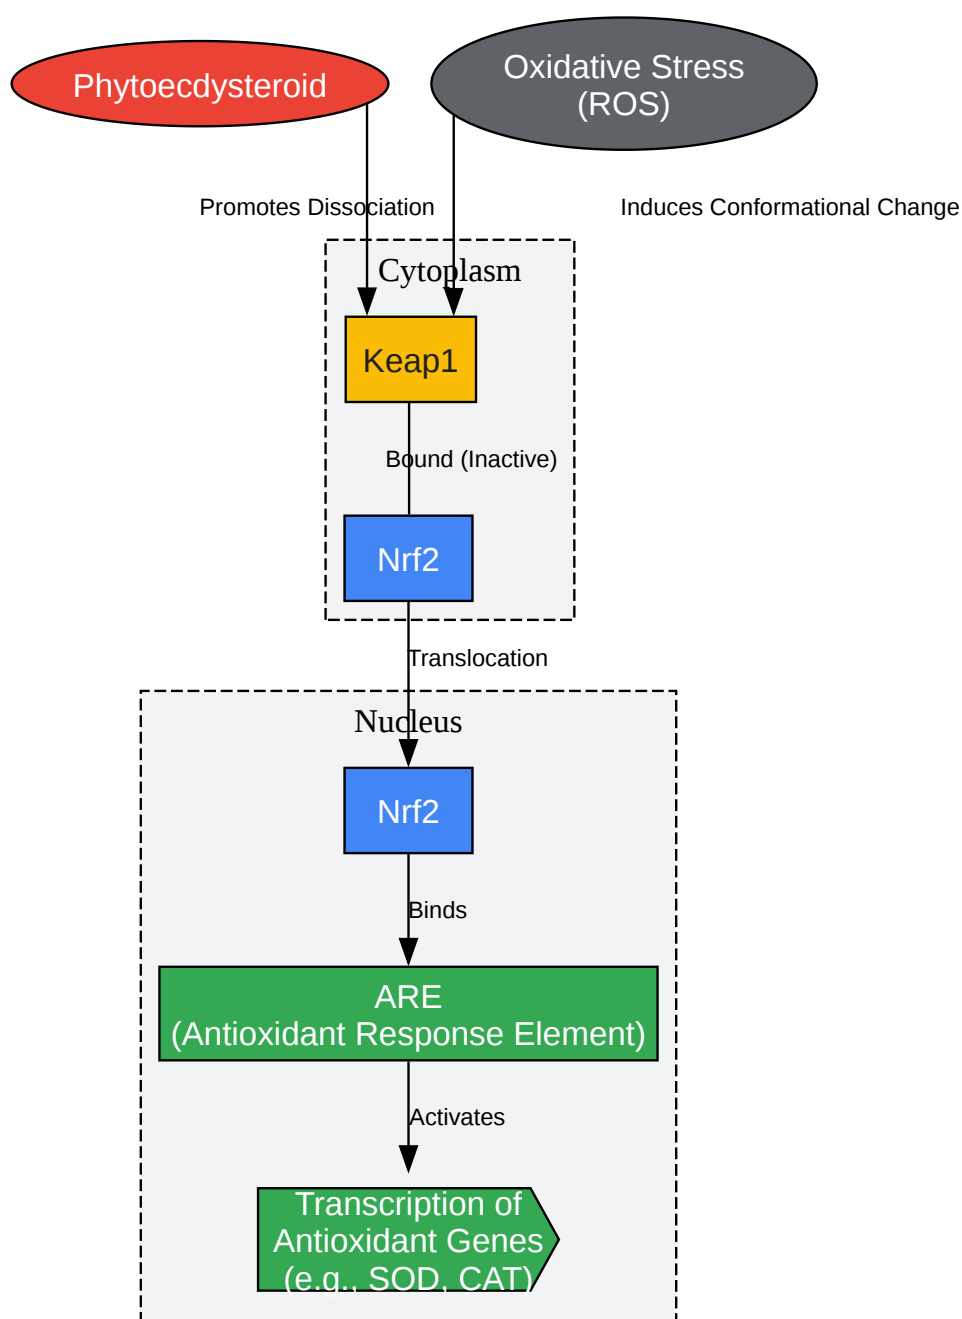 Phytoecdysteroid
Oxidative Stress
(ROS)
Promotes Dissociation
Induces Conformational Change
Cytoplasm
Keap1
Bound (Inactive)
Nrf2
Translocation
Nucleus
Nrf2
Binds
ARE
(Antioxidant Response Element)
Activates
Transcription of
Antioxidant Genes
(e.g., SOD, CAT)